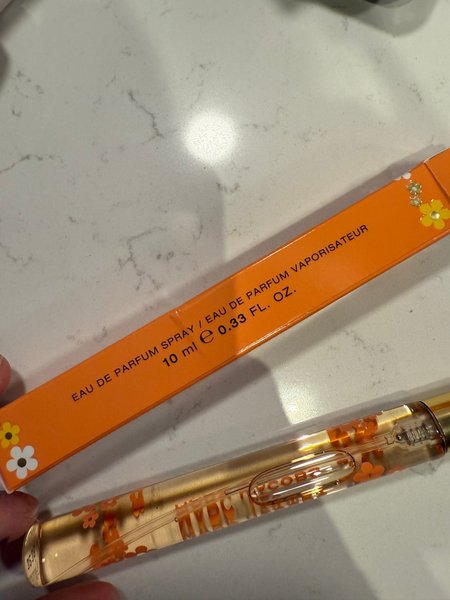 EAU DE PARFUM SPRAY / EAU DE PARFUM VAPORISATEUR
10 ml ℮ 0.33 FL. OZ.